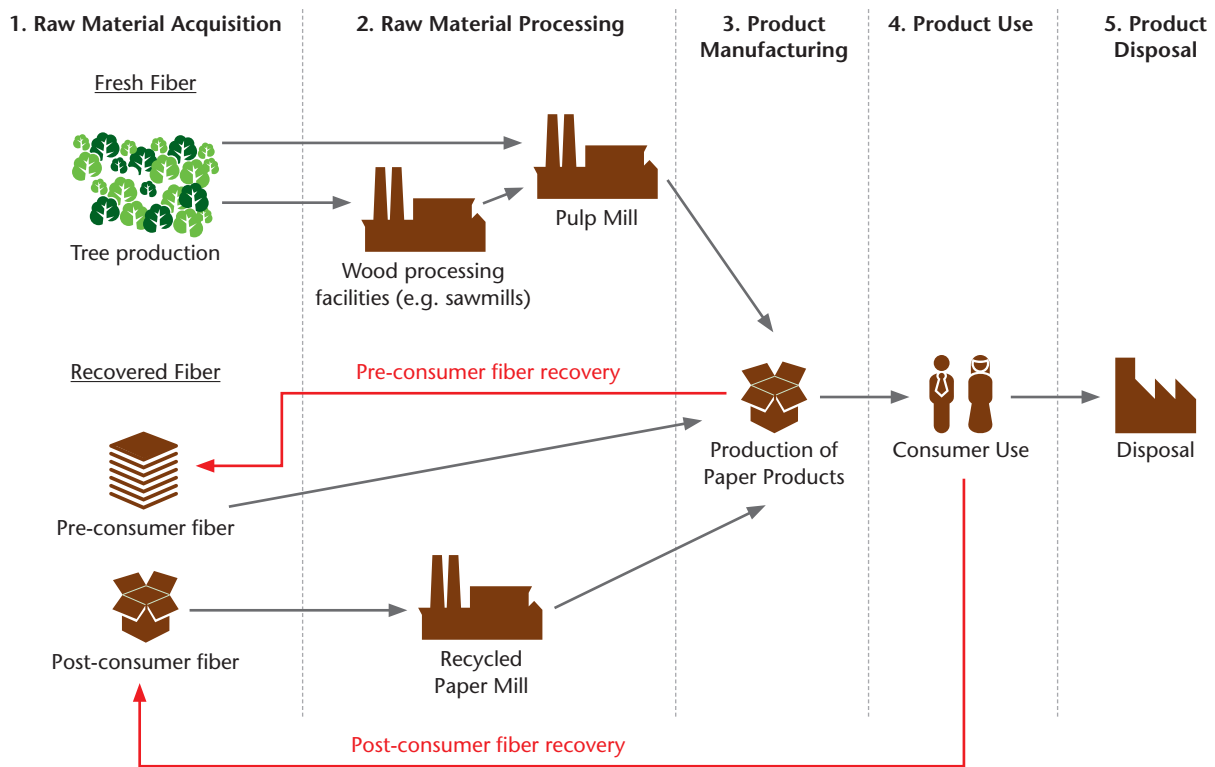 1. Raw Material Acquisition
2. Raw Material Processing
3. Product
Manufacturing
4. Product Use
5. Product
Disposal
Fresh Fiber
Tree production
Wood processing
facilities (e.g. sawmills)
Pulp Mill
Recovered Fiber
Pre-consumer fiber recovery
Pre-consumer fiber
Production of
Paper Products
Consumer Use
Disposal
Post-consumer fiber
Recycled
Paper Mill
Post-consumer fiber recovery